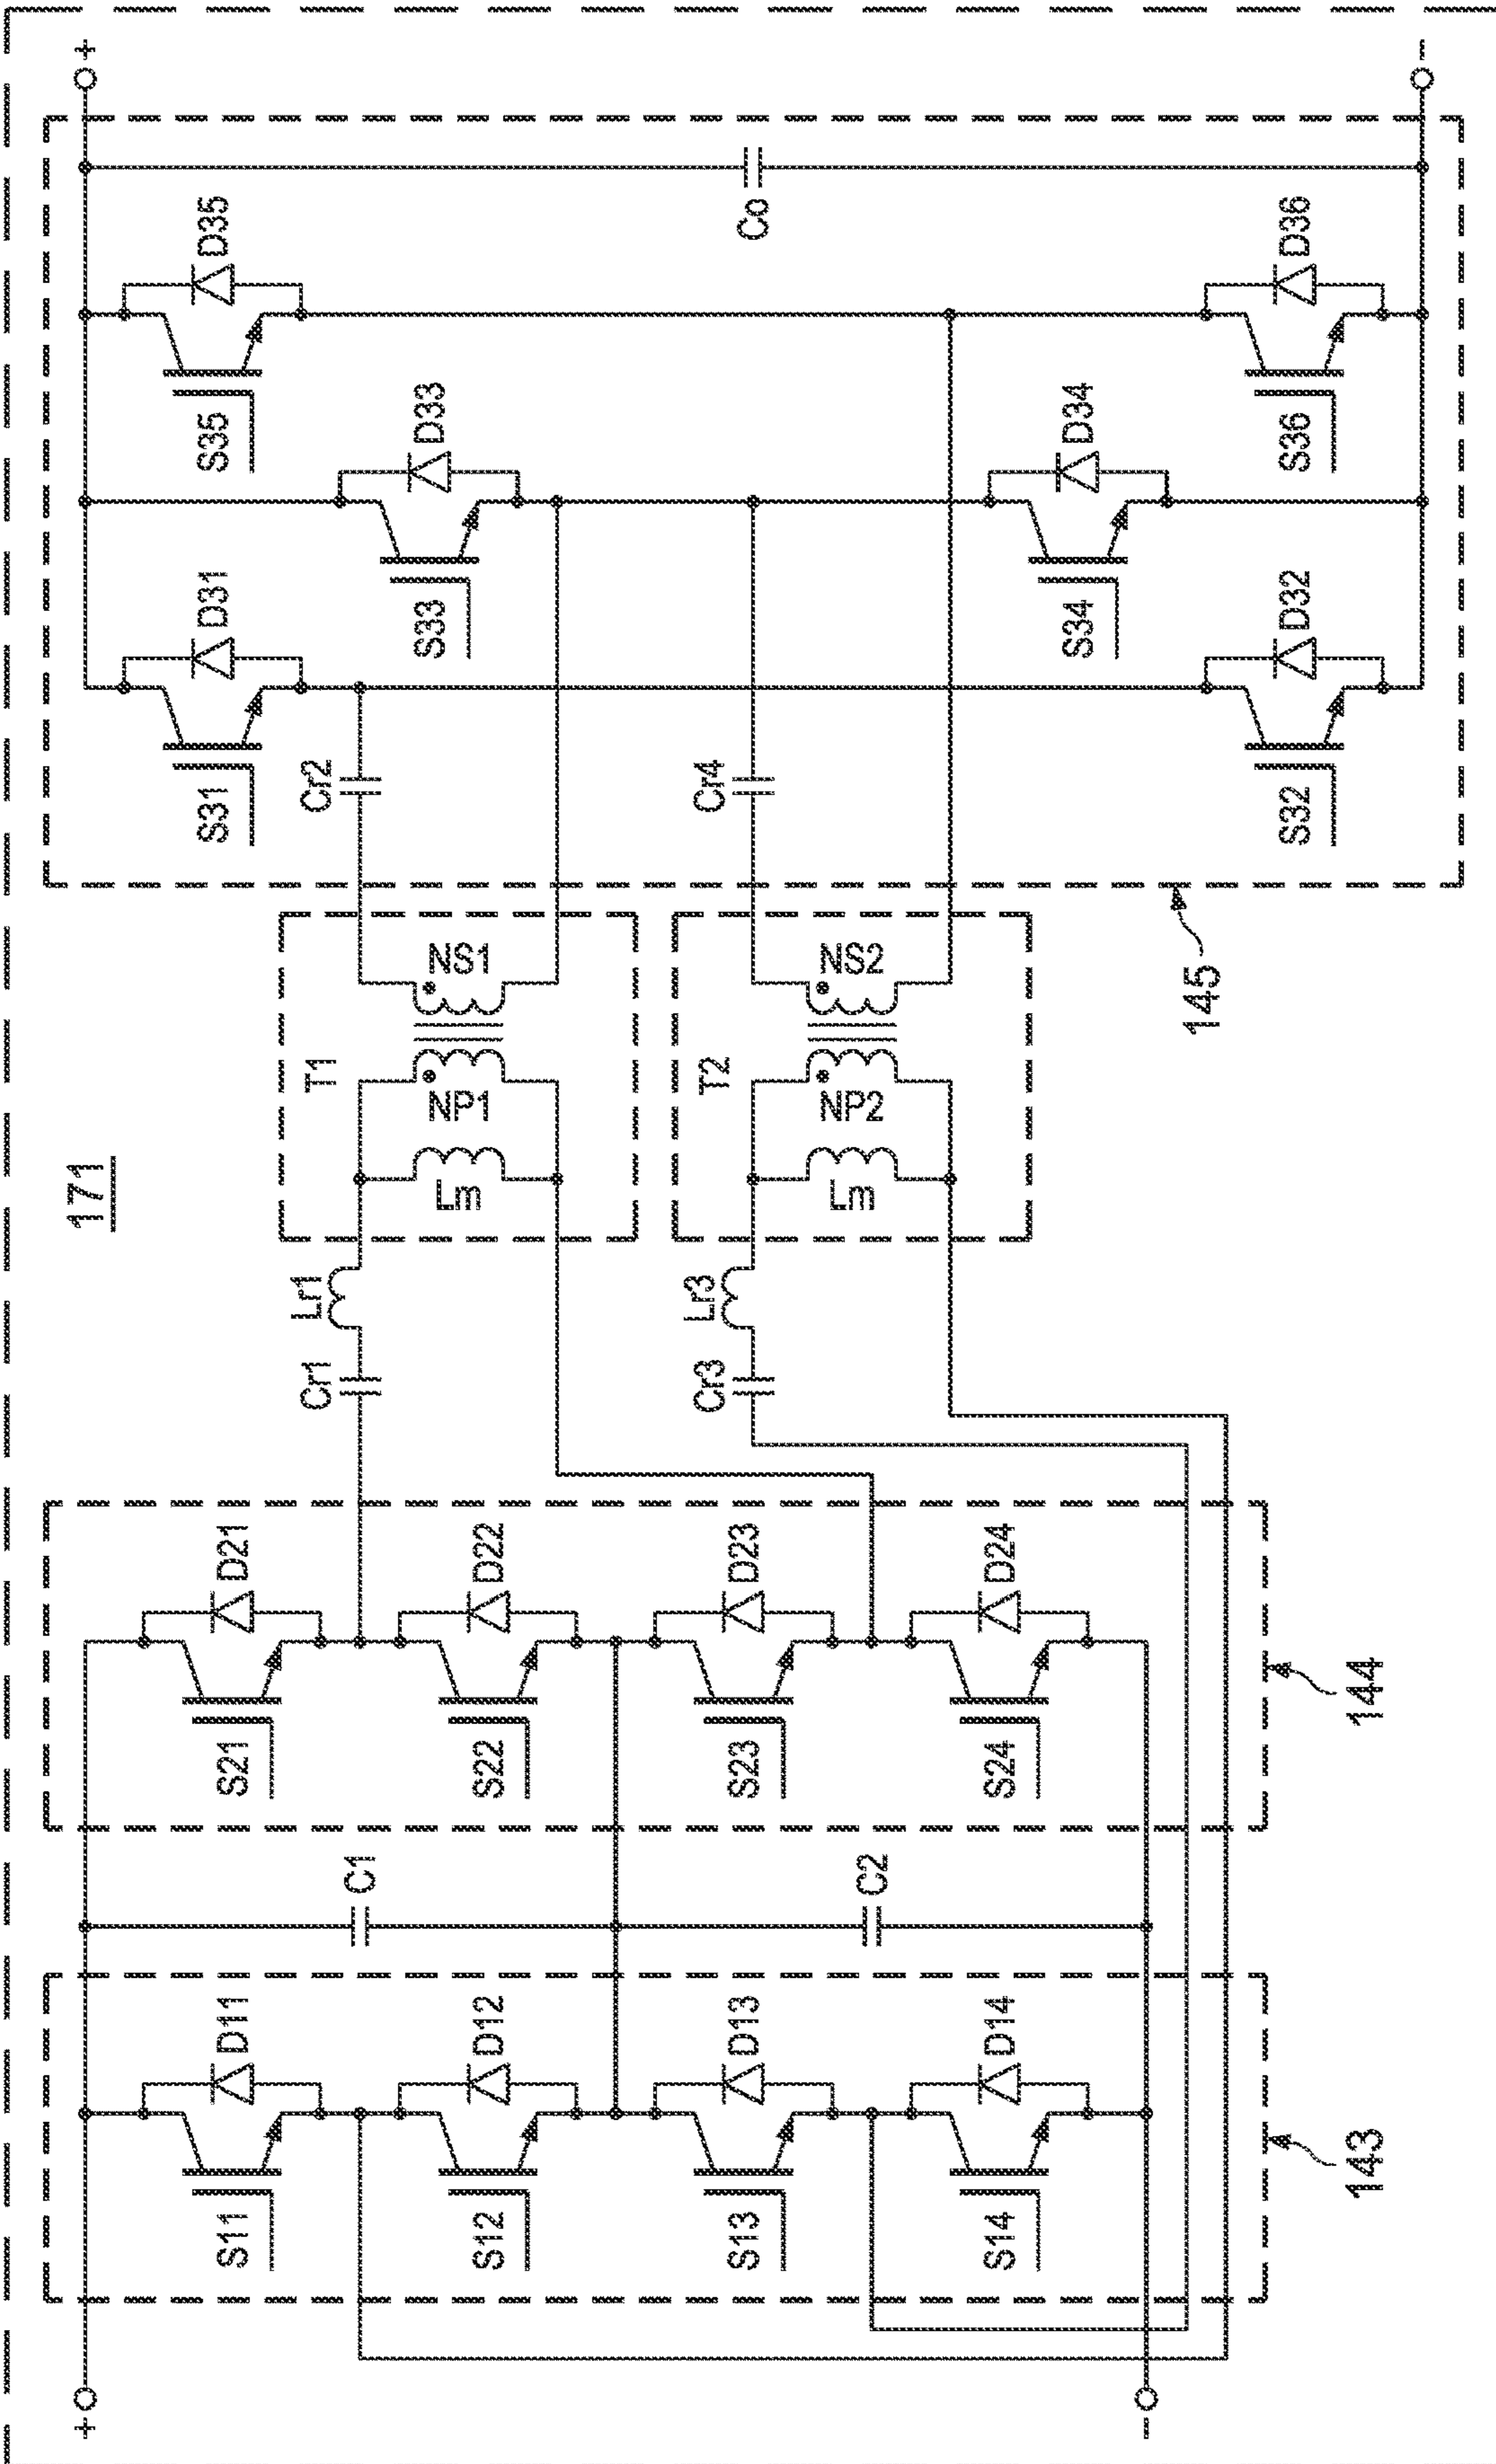 171
+
-
S11
D11
S12
D12
S13
D13
S14
D14
143
C1
C2
S21
D21
S22
D22
S23
D23
S24
D24
144
Cr1
Lr1
Cr3
Lr3
T1
Lm
NP1
NS1
T2
Lm
NP2
NS2
Cr2
Cr4
S31
D31
S32
D32
S33
D33
S34
D34
S35
D35
S36
D36
Co
145
+
-